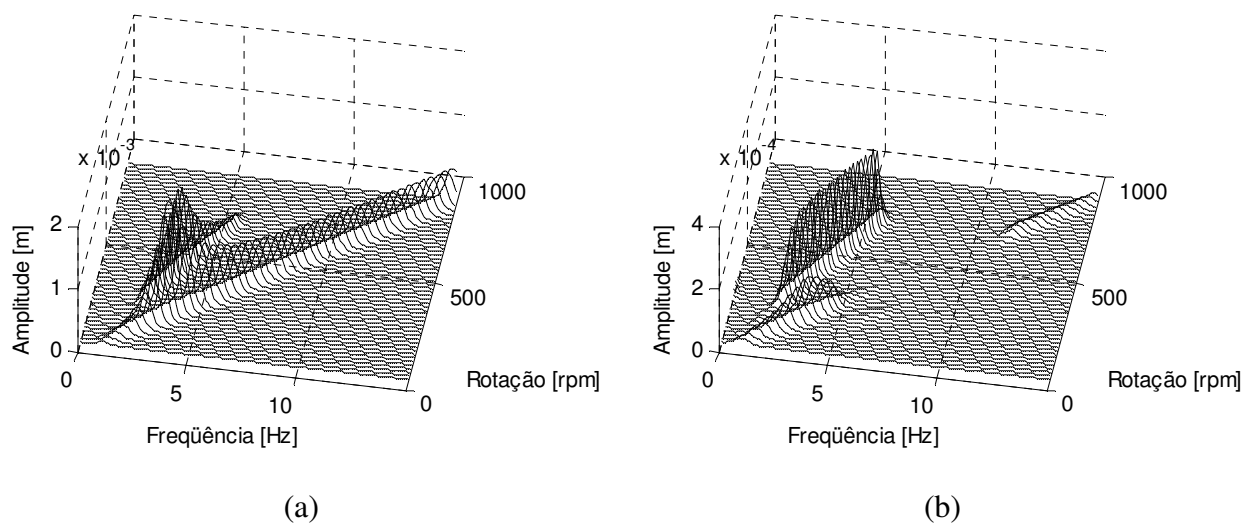 x 10-3
1000
2
1
0
Amplitude [m]
500
0
5
10
0
Rotação [rpm]
Freqüência [Hz]
(a)
x 10-4
1000
4
2
0
Amplitude [m]
500
0
5
10
0
Rotação [rpm]
Freqüência [Hz]
(b)